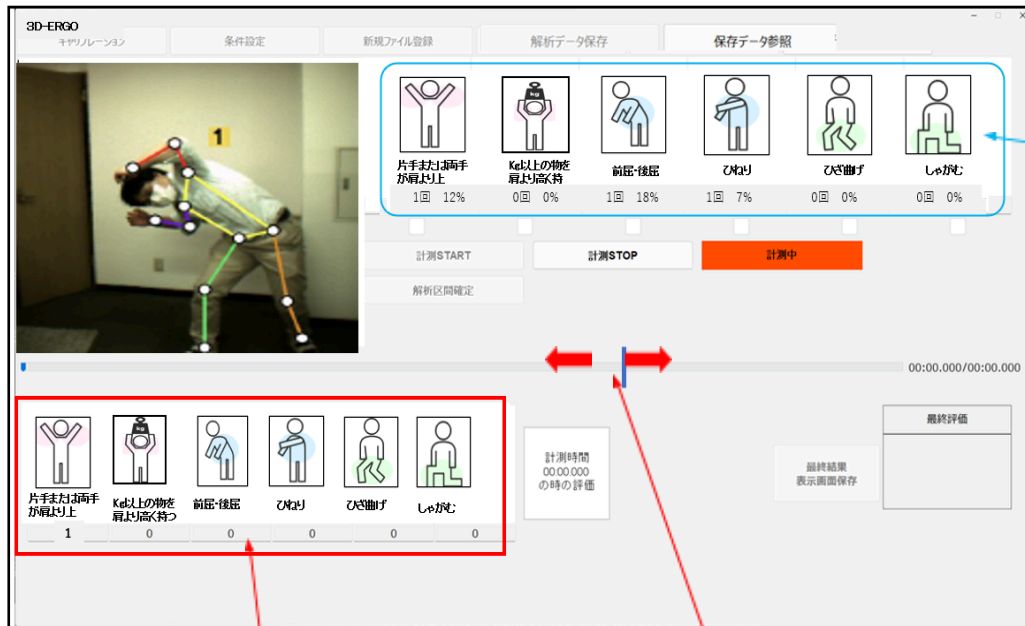 3D-ERGO
キャリブレーション
条件設定
新規ファイル登録
解析データ保存
保存データ参照
1
kg
片手または両手
が肩より上
Kg以上の物を
肩より高く持
前屈・後屈
ひねり
ひざ曲げ
しゃがむ
1回 12%
0回 0%
1回 18%
1回 7%
0回 0%
0回 0%
計測START
計測STOP
計測中
解析区間確定
00:00.000/00:00.000
kg
片手または両手
が肩より上
Kg以上の物を
肩より高く持つ
前屈・後屈
ひねり
ひざ曲げ
しゃがむ
1
0
0
0
0
0
計測時間
00:00.000
の時の評価
最終結果
表示画面保存
最終評価